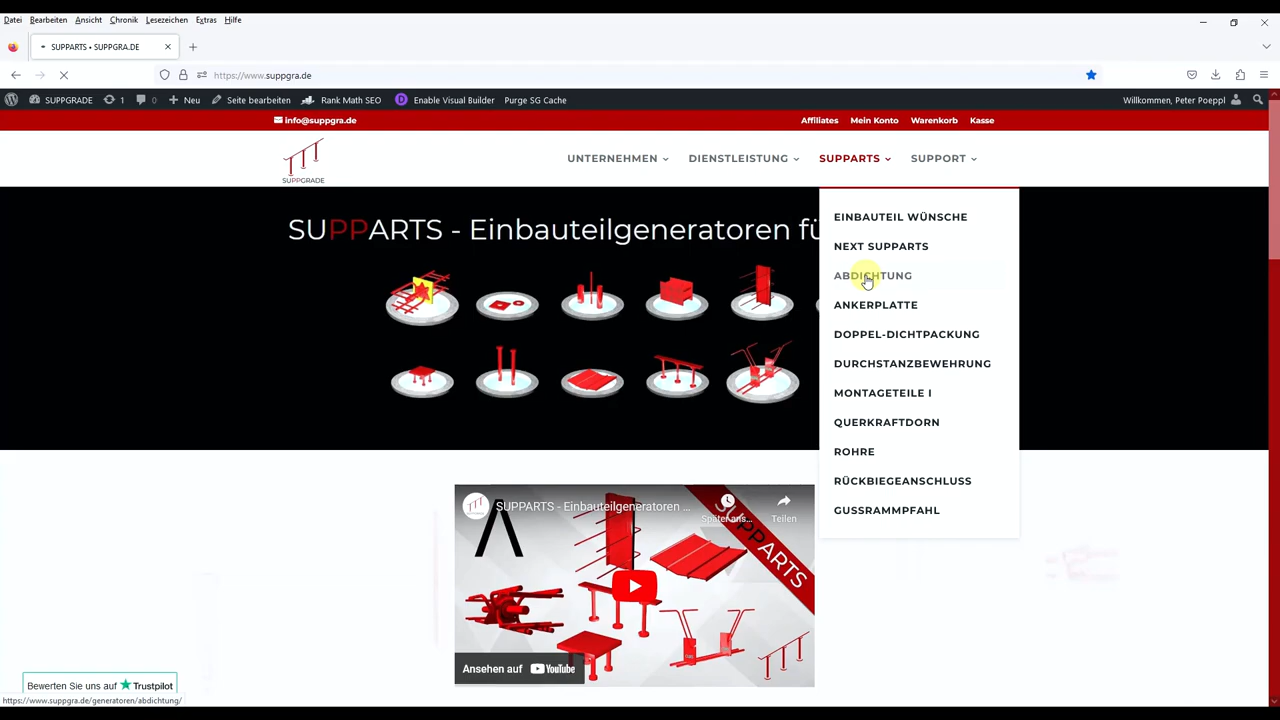 Datei Bearbeiten Ansicht Chronik Lesezeichen Extras Hilfe
SUPPARTS • SUPPGRA.DE
https://www.suppgra.de
SUPPGRADE 1 0 Neu Seite bearbeiten Rank Math SEO Enable Visual Builder Purge SG Cache Willkommen, Peter Poeppl
info@suppgra.de Affiliates Mein Konto Warenkorb Kasse
SUPPGRADE
UNTERNEHMEN DIENSTLEISTUNG SUPPARTS SUPPORT
EINBAUTEIL WÜNSCHE
NEXT SUPPARTS
ABDICHTUNG
ANKERPLATTE
DOPPEL-DICHTPACKUNG
DURCHSTANZBEWEHRUNG
MONTAGETEILE I
QUERKRAFTDORN
ROHRE
RÜCKBIEGEANSCHLUSS
GUSSRAMMPFAHL
SUPPARTS - Einbauteilgeneratoren fü
SUPPARTS - Einbauteilgeneratoren ...
Später ans... Teilen
SUPPARTS
Ansehen auf YouTube
Bewerten Sie uns auf Trustpilot
https://www.suppgra.de/generatoren/abdichtung/